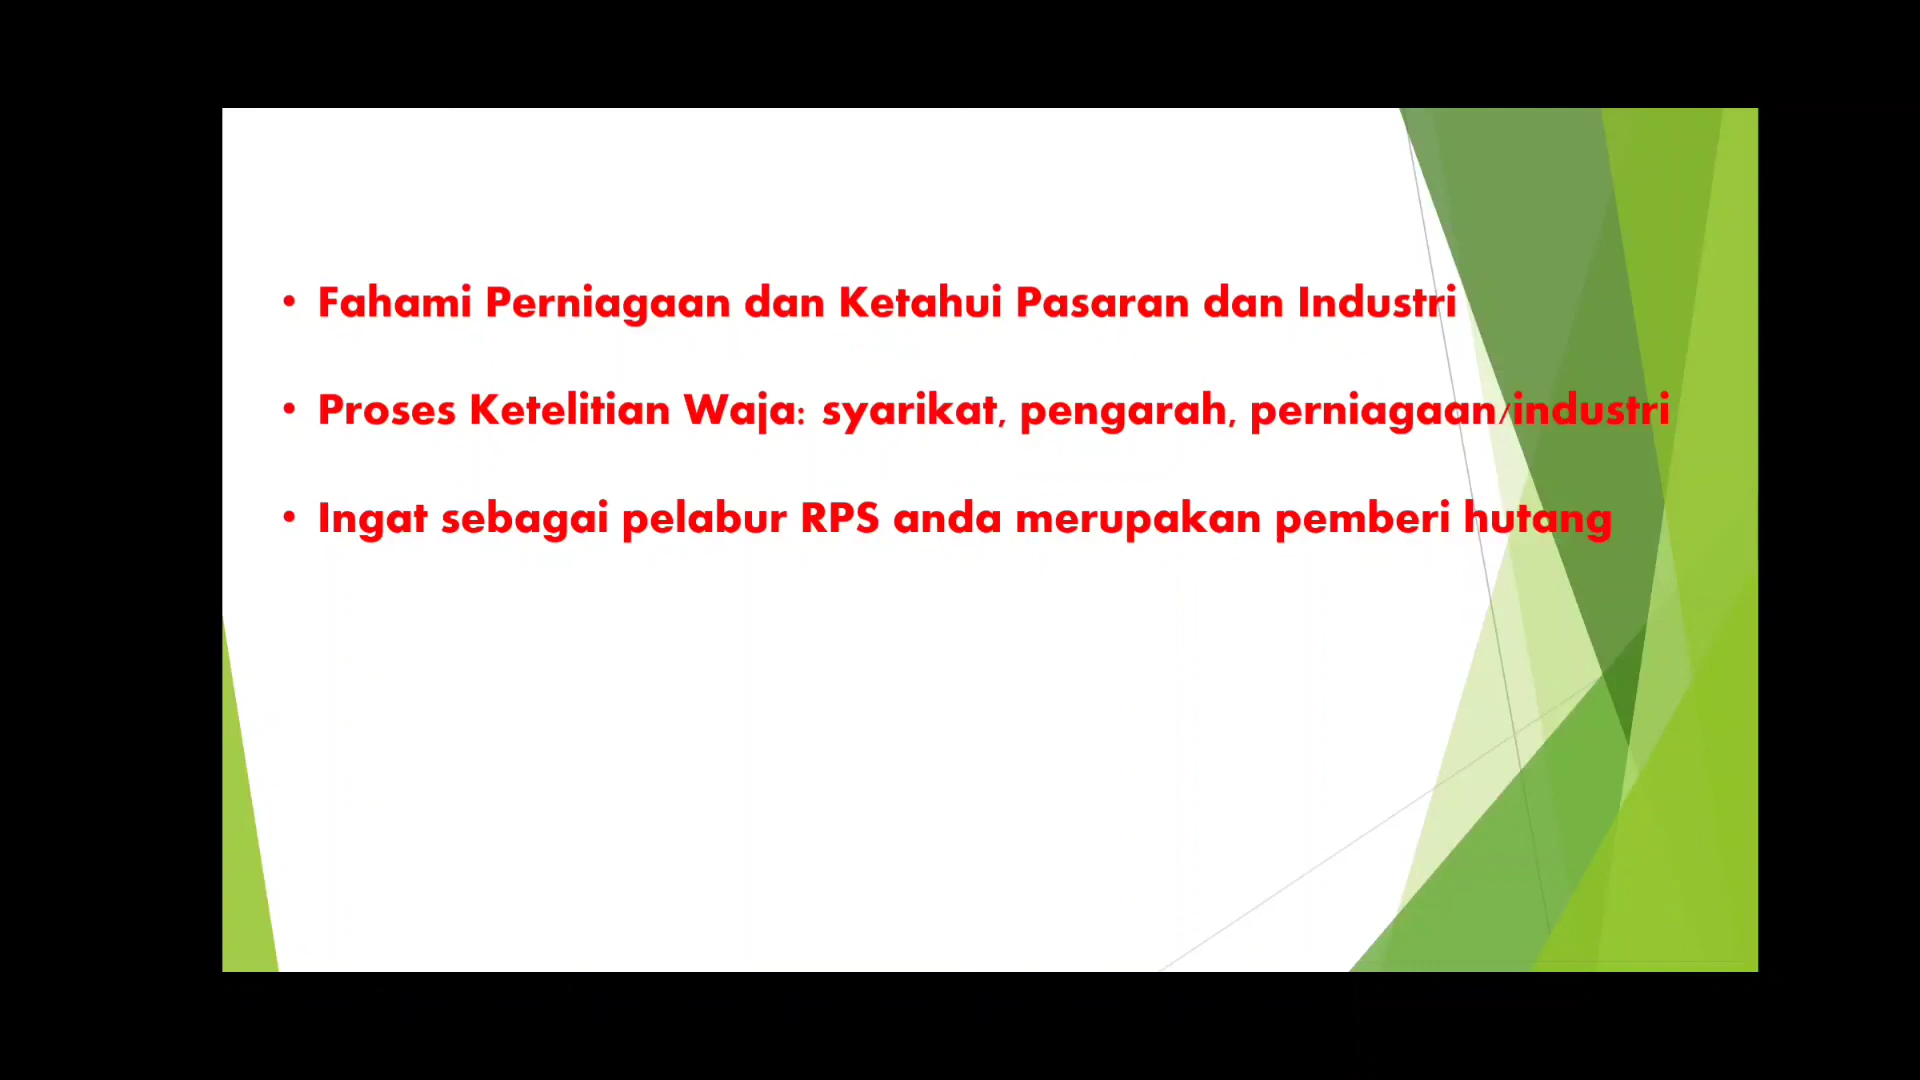 • Fahami Perniagaan dan Ketahui Pasaran dan Industri
• Proses Ketelitian Waja: syarikat, pengarah, perniagaan/industri
• Ingat sebagai pelabur RPS anda merupakan pemberi hutang